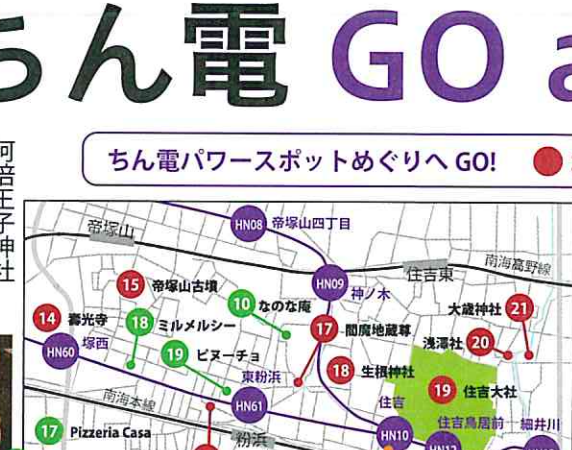 ちん電 GO a
ちん電パワースポットめぐりへ GO!
阿倍王子神社
HN08 帝塚山四丁目
帝塚山
南海高野線
住吉東
HN09 神ノ木
15 帝塚山古墳
10 なのな庵
大歳神社 21
14 壽光寺
18 ミルメルシー
17 閻魔地蔵尊
浅澤社 20
HN60 塚西
19 ピヌーチョ
18 生根神社
東粉浜
19 住吉大社
南海本線
HN61
住吉
住吉鳥居前
細井川
17 Pizzeria Casa
粉浜
HN10
HN12